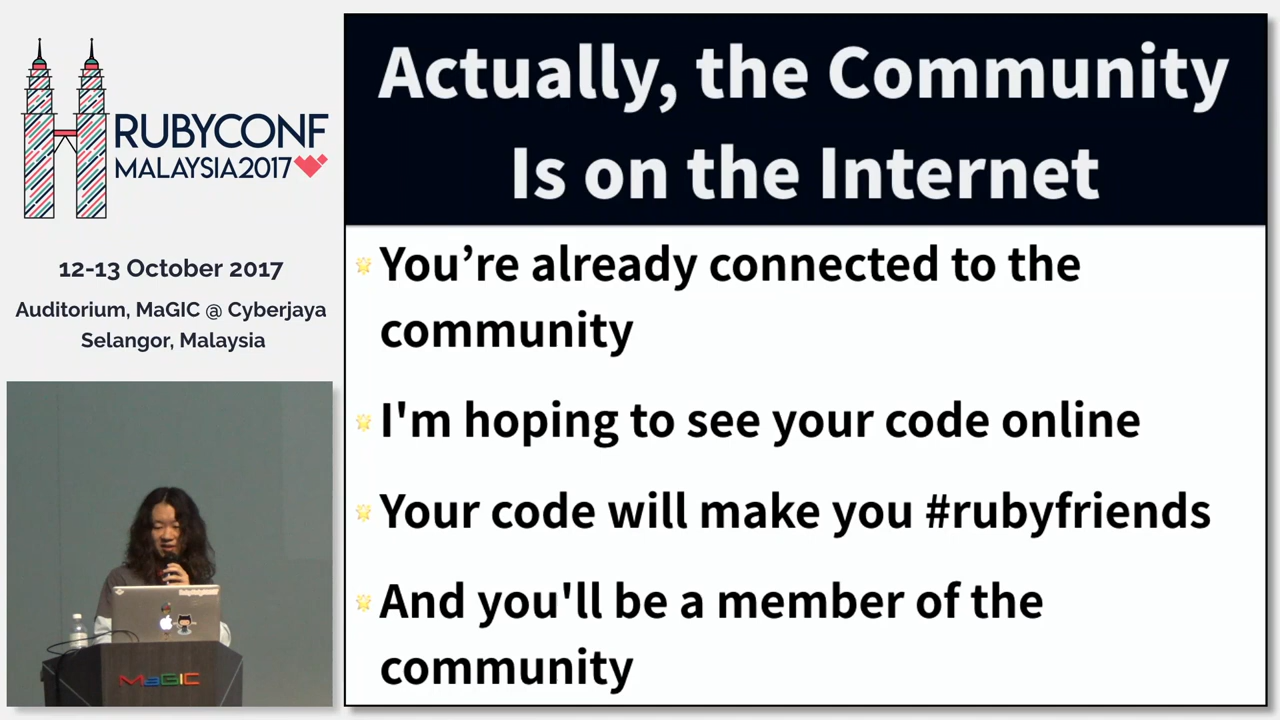 RUBYCONF
MALAYSIA2017
12-13 October 2017
Auditorium, MaGIC @ Cyberjaya
Selangor, Malaysia
MaGIC
Actually, the Community
Is on the Internet
You’re already connected to the
community
I'm hoping to see your code online
Your code will make you #rubyfriends
And you'll be a member of the
community